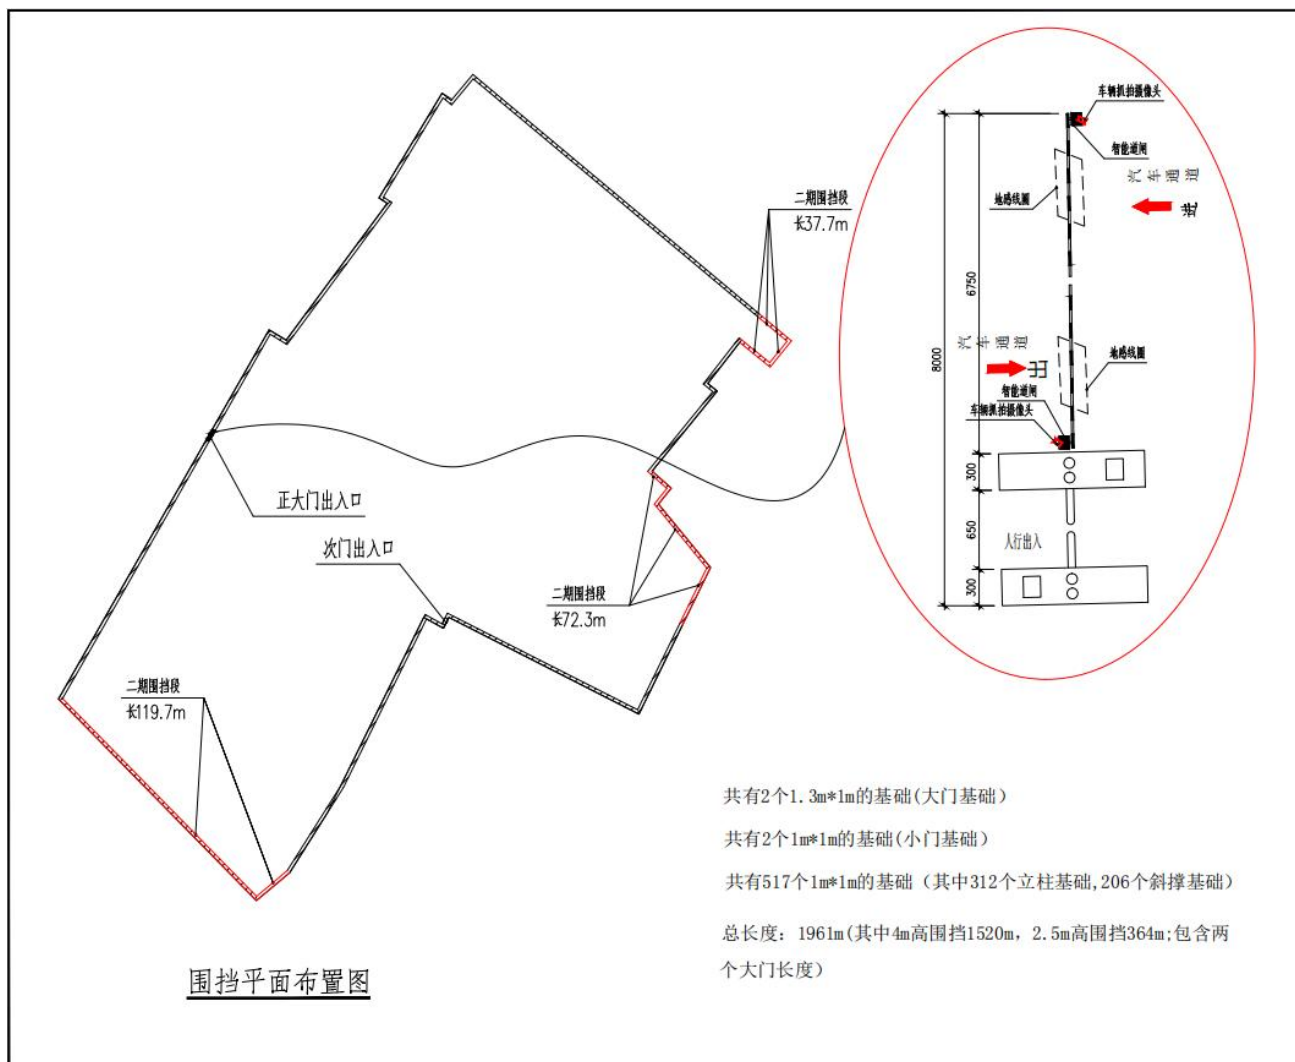 二期围挡段
长37.7m
正大门出入口
次门出入口
二期围挡段
长72.3m
二期围挡段
长119.7m
围挡平面布置图
车辆抓拍摄像头
智能道闸
汽车通道
地感线圈
进
6750
8000
汽车通道
出
地感线圈
智能道闸
车辆抓拍摄像头
300
650
人行出入
300
共有2个1.3m*1m的基础(大门基础)
共有2个1m*1m的基础(小门基础)
共有517个1m*1m的基础（其中312个立柱基础,206个斜撑基础）
总长度：1961m(其中4m高围挡1520m，2.5m高围挡364m;包含两
个大门长度）